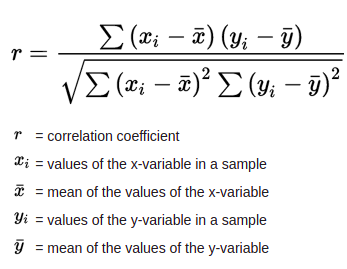 r = ∑ (xᵢ − x̄) (yᵢ − ȳ) / √ ∑ (xᵢ − x̄)² ∑ (yᵢ − ȳ)²
r = correlation coefficient
xᵢ = values of the x-variable in a sample
x̄ = mean of the values of the x-variable
yᵢ = values of the y-variable in a sample
ȳ = mean of the values of the y-variable